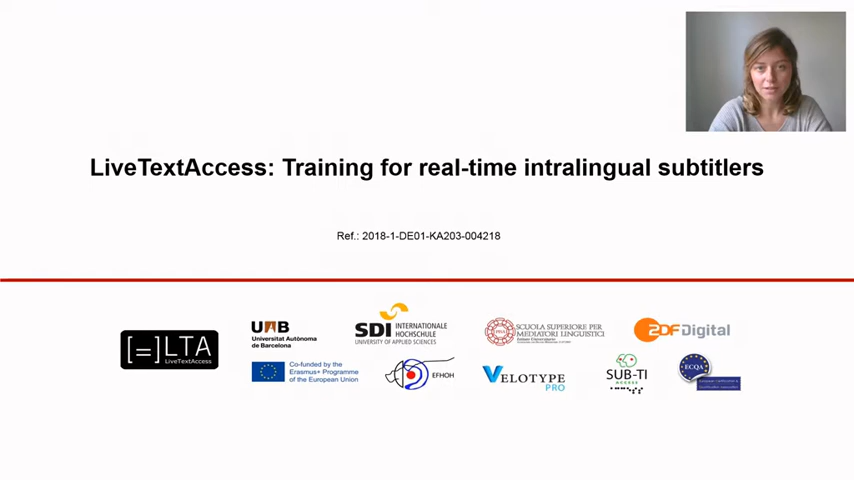 LiveTextAccess: Training for real-time intralingual subtitlers
Ref.: 2018-1-DE01-KA203-004218
[=]LTA
LiveTextAccess
UAB
Universitat Autònoma
de Barcelona
SDI INTERNATIONALE
HOCHSCHULE
UNIVERSITY OF APPLIED SCIENCES
SCUOLA SUPERIORE PER
MEDIATORI LINGUISTICI
ZDF Digital
Co-funded by the
Erasmus+ Programme
of the European Union
EFHOH
VELOTYPE
PRO
SUB-TI
ACCESS
ECQA